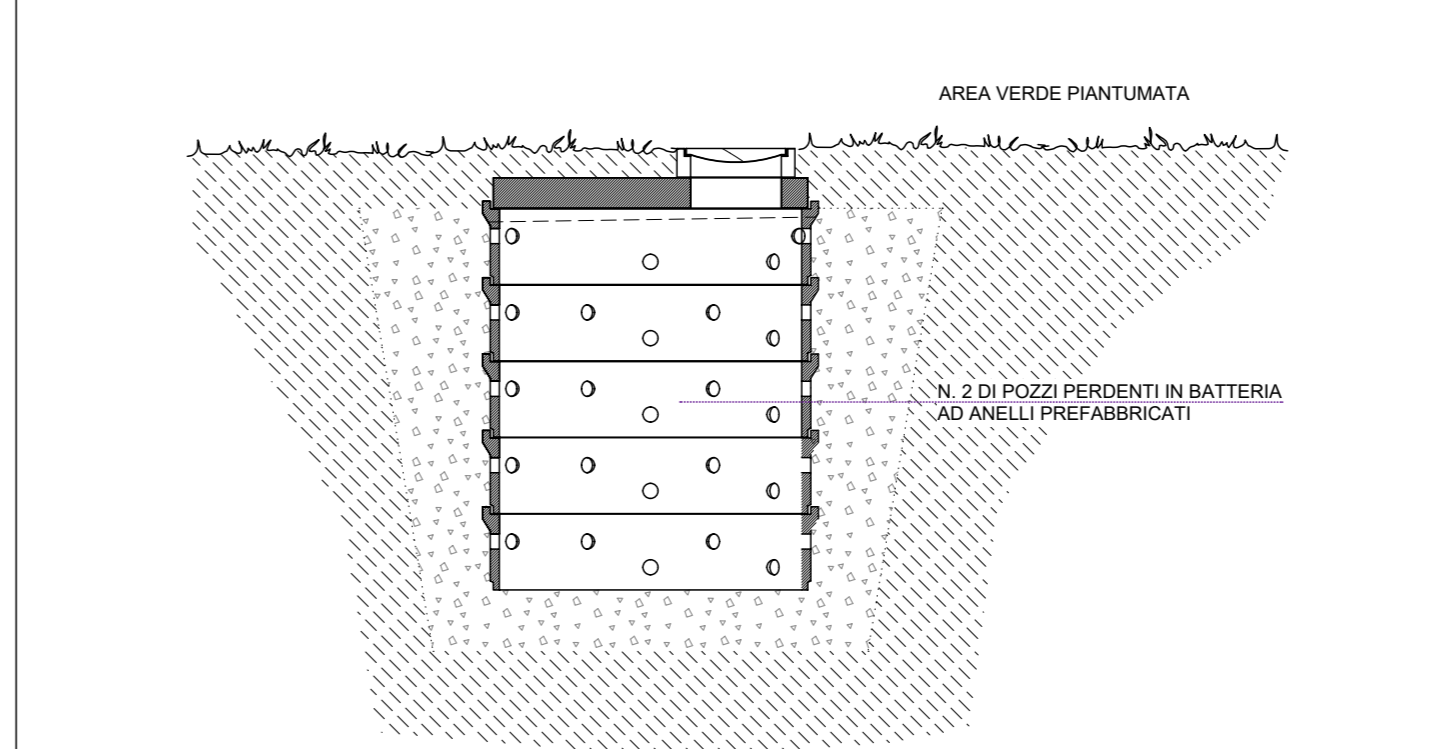 AREA VERDE PIANTUMATA
N. 2 DI POZZI PERDENTI IN BATTERIA
AD ANELLI PREFABBRICATI